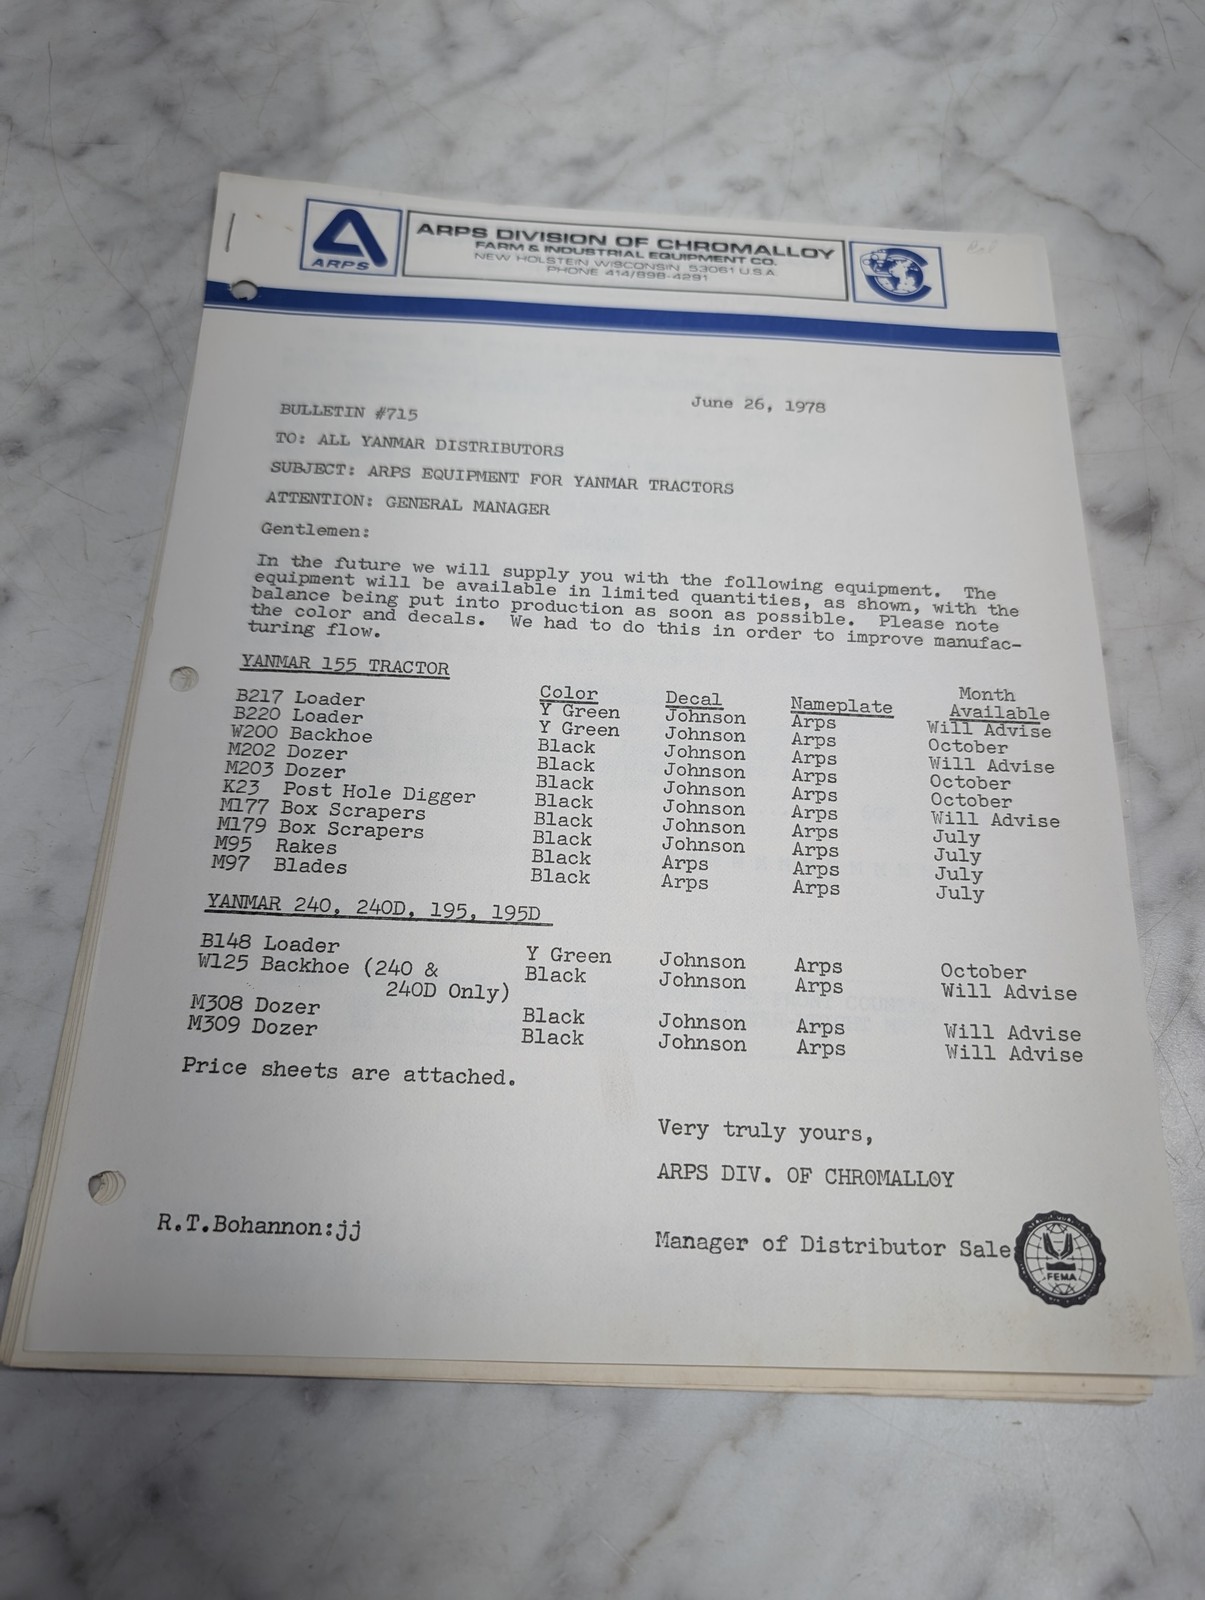 ARPS
ARPS DIVISION OF CHROMALLOY
FARM & INDUSTRIAL EQUIPMENT CO.
NEW HOLSTEIN WISCONSIN 53061 U.S.A.
PHONE 414/898-4291
June 26, 1978
BULLETIN #715
TO: ALL YANMAR DISTRIBUTORS
SUBJECT: ARPS EQUIPMENT FOR YANMAR TRACTORS
ATTENTION: GENERAL MANAGER
Gentlemen:
In the future we will supply you with the following equipment. The
equipment will be available in limited quantities, as shown, with the
balance being put into production as soon as possible. Please note
the color and decals. We had to do this in order to improve manufac-
turing flow.
YANMAR 155 TRACTOR
Month
Color Decal Nameplate Available
B217 Loader Y Green Johnson Arps Will Advise
B220 Loader Y Green Johnson Arps October
W200 Backhoe Black Johnson Arps Will Advise
M202 Dozer Black Johnson Arps October
M203 Dozer Black Johnson Arps October
K23 Post Hole Digger Black Johnson Arps Will Advise
M177 Box Scrapers Black Johnson Arps July
M179 Box Scrapers Black Johnson Arps July
M95 Rakes Black Arps Arps July
M97 Blades Black Arps Arps July
YANMAR 240, 240D, 195, 195D
B148 Loader Y Green Johnson Arps October
W125 Backhoe (240 & Black Johnson Arps Will Advise
240D Only)
M308 Dozer Black Johnson Arps Will Advise
M309 Dozer Black Johnson Arps Will Advise
Price sheets are attached.
Very truly yours,
ARPS DIV. OF CHROMALLOY
R.T.Bohannon:jj
Manager of Distributor Sale
FEMA